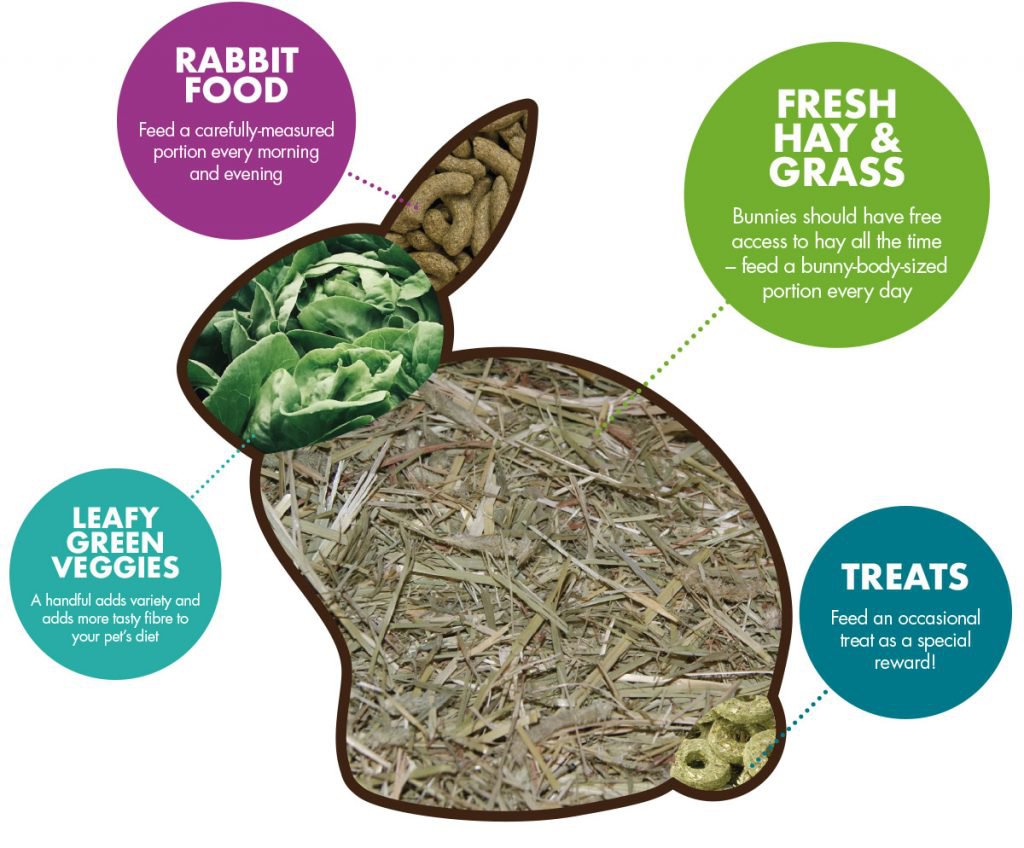 RABBIT
FOOD
Feed a carefully-measured
portion every morning
and evening
FRESH
HAY &
GRASS
Bunnies should have free
access to hay all the time
– feed a bunny-body-sized
portion every day
LEAFY
GREEN
VEGGIES
A handful adds variety and
adds more tasty fibre to
your pet's diet
TREATS
Feed an occasional
treat as a special
reward!